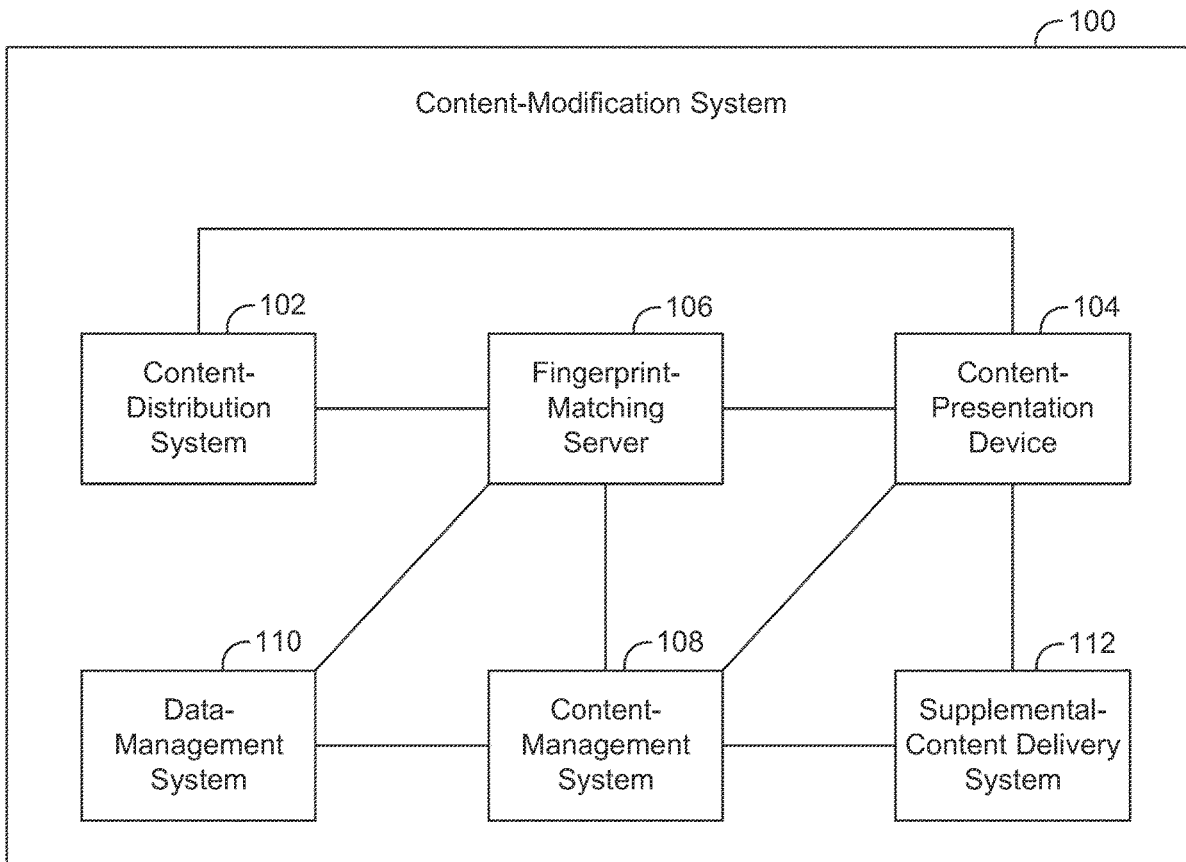 100
Content-Modification System
102
106
104
Content-
Distribution
System
Fingerprint-
Matching
Server
Content-
Presentation
Device
110
108
112
Data-
Management
System
Content-
Management
System
Supplemental-
Content Delivery
System